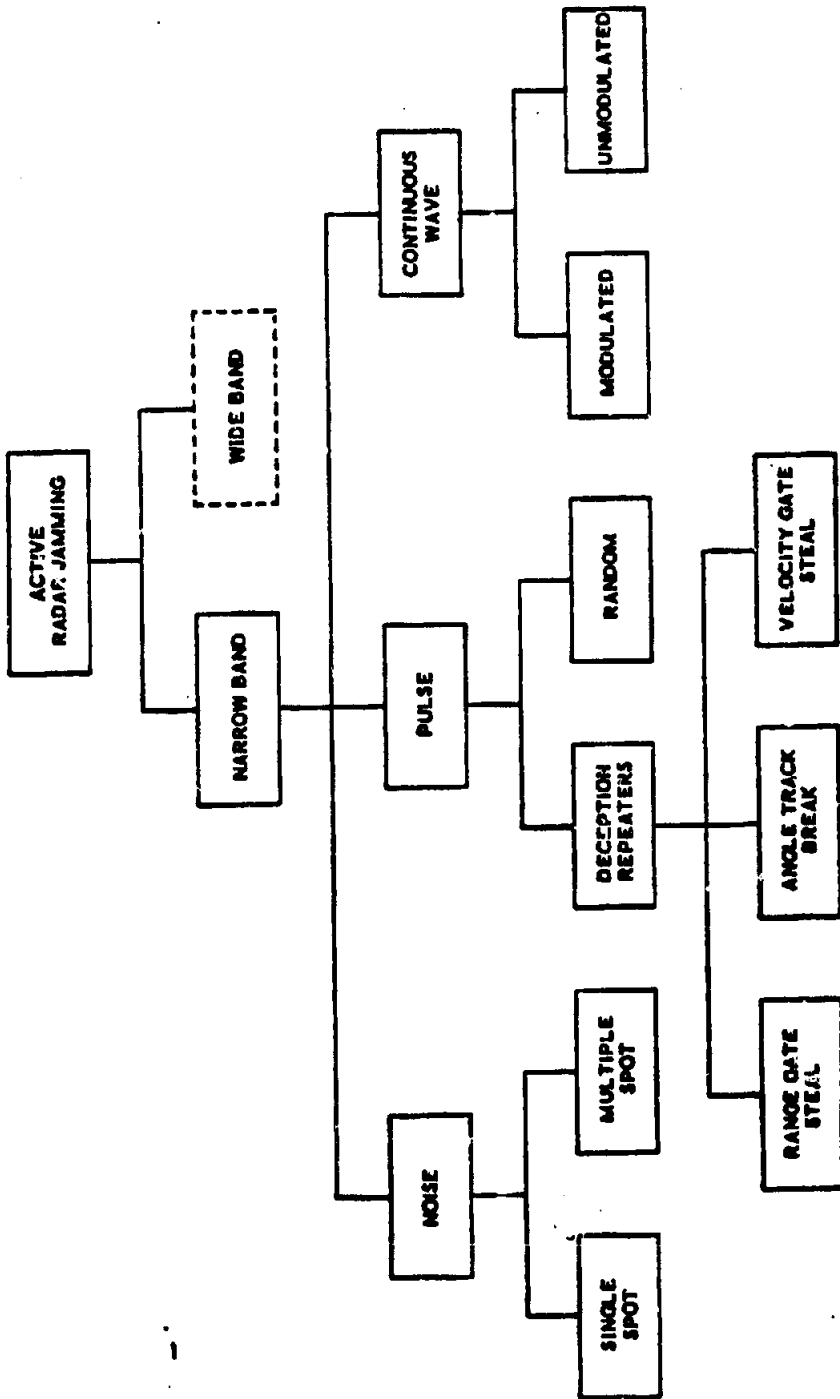 ACTIVE
RADAR JAMMING
NARROW BAND
WIDE BAND
NOISE
PULSE
CONTINUOUS
WAVE
SINGLE
SPOT
MULTIPLE
SPOT
DECEPTION
REPEATERS
RANDOM
MODULATED
UNMODULATED
RANGE GATE
STEAL
ANGLE TRACK
BREAK
VELOCITY GATE
STEAL